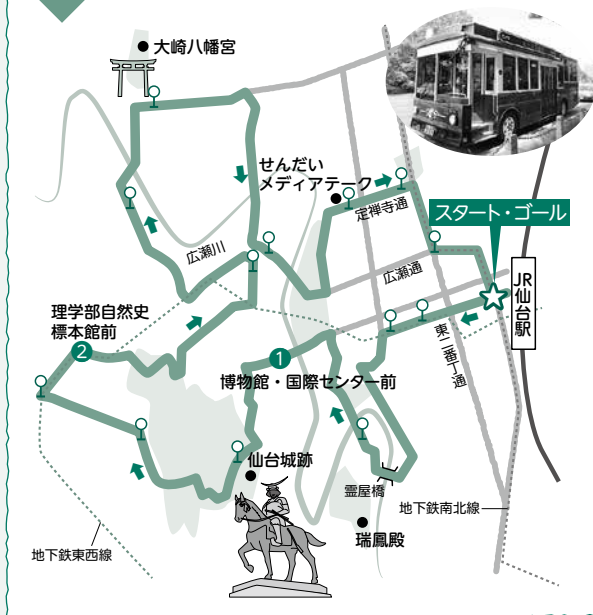 大崎八幡宮
せんだい
メディアテーク
定禅寺通
スタート・ゴール
広瀬川
広瀬通
JR仙台駅
東二番丁通
理学部自然史
標本館前
2
1
博物館・国際センター前
仙台城跡
霊屋橋
瑞鳳殿
地下鉄南北線
地下鉄東西線